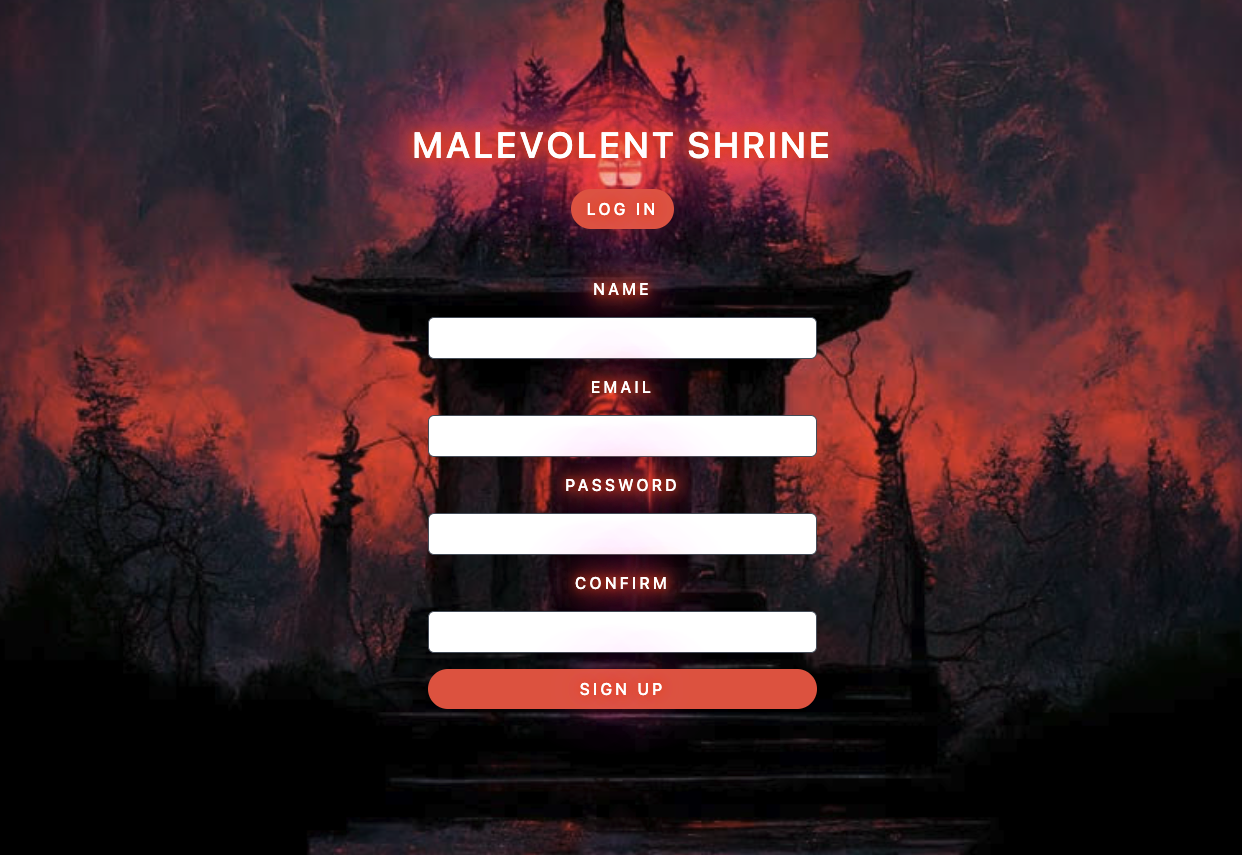 MALEVOLENT SHRINE
LOG IN
NAME
EMAIL
PASSWORD
CONFIRM
SIGN UP